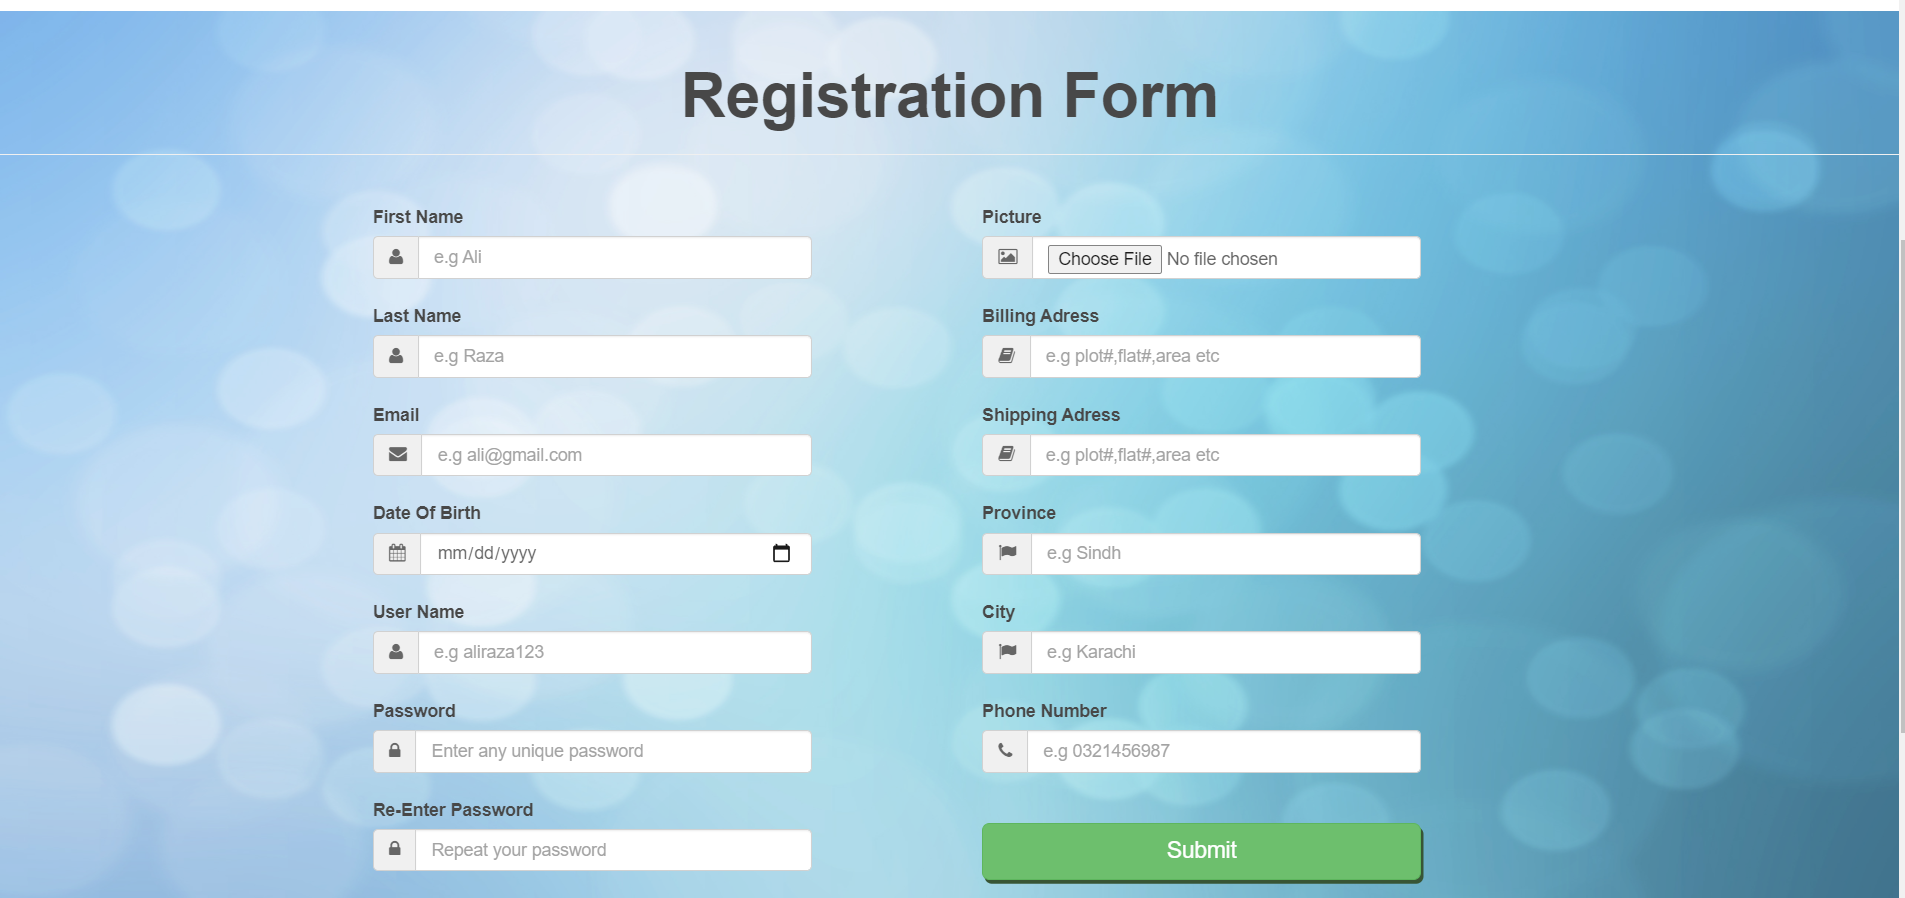 Registration Form
First Name
e.g Ali
Last Name
e.g Raza
Email
e.g ali@gmail.com
Date Of Birth
mm/dd/yyyy
User Name
e.g aliraza123
Password
Enter any unique password
Re-Enter Password
Repeat your password
Picture
Choose File No file chosen
Billing Adress
e.g plot#,flat#,area etc
Shipping Adress
e.g plot#,flat#,area etc
Province
e.g Sindh
City
e.g Karachi
Phone Number
e.g 0321456987
Submit